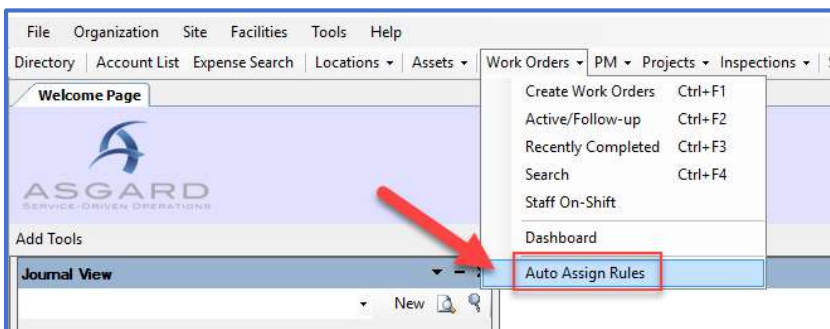 File Organization Site Facilities Tools Help
Directory Account List Expense Search Locations Assets Work Orders PM Projects Inspections
Welcome Page
Create Work Orders Ctrl+F1
Active/Follow-up Ctrl+F2
Recently Completed Ctrl+F3
Search Ctrl+F4
Staff On-Shift
Dashboard
Auto Assign Rules
ASGARD
SERVICE-DRIVEN OPERATIONS
Add Tools
Journal View
New